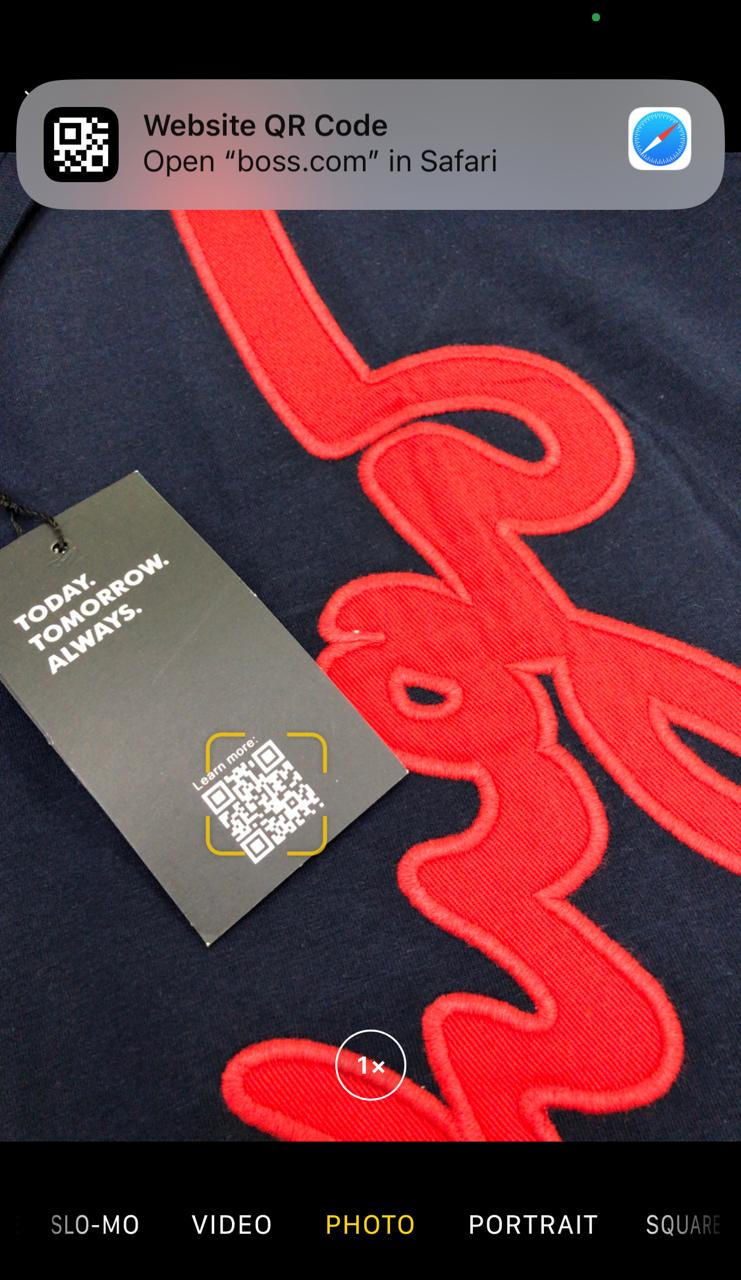 Website QR Code
Open “boss.com” in Safari
TODAY.
TOMORROW.
ALWAYS.
Learn more:
1×
SLO-MO
VIDEO
PHOTO
PORTRAIT
SQUARE